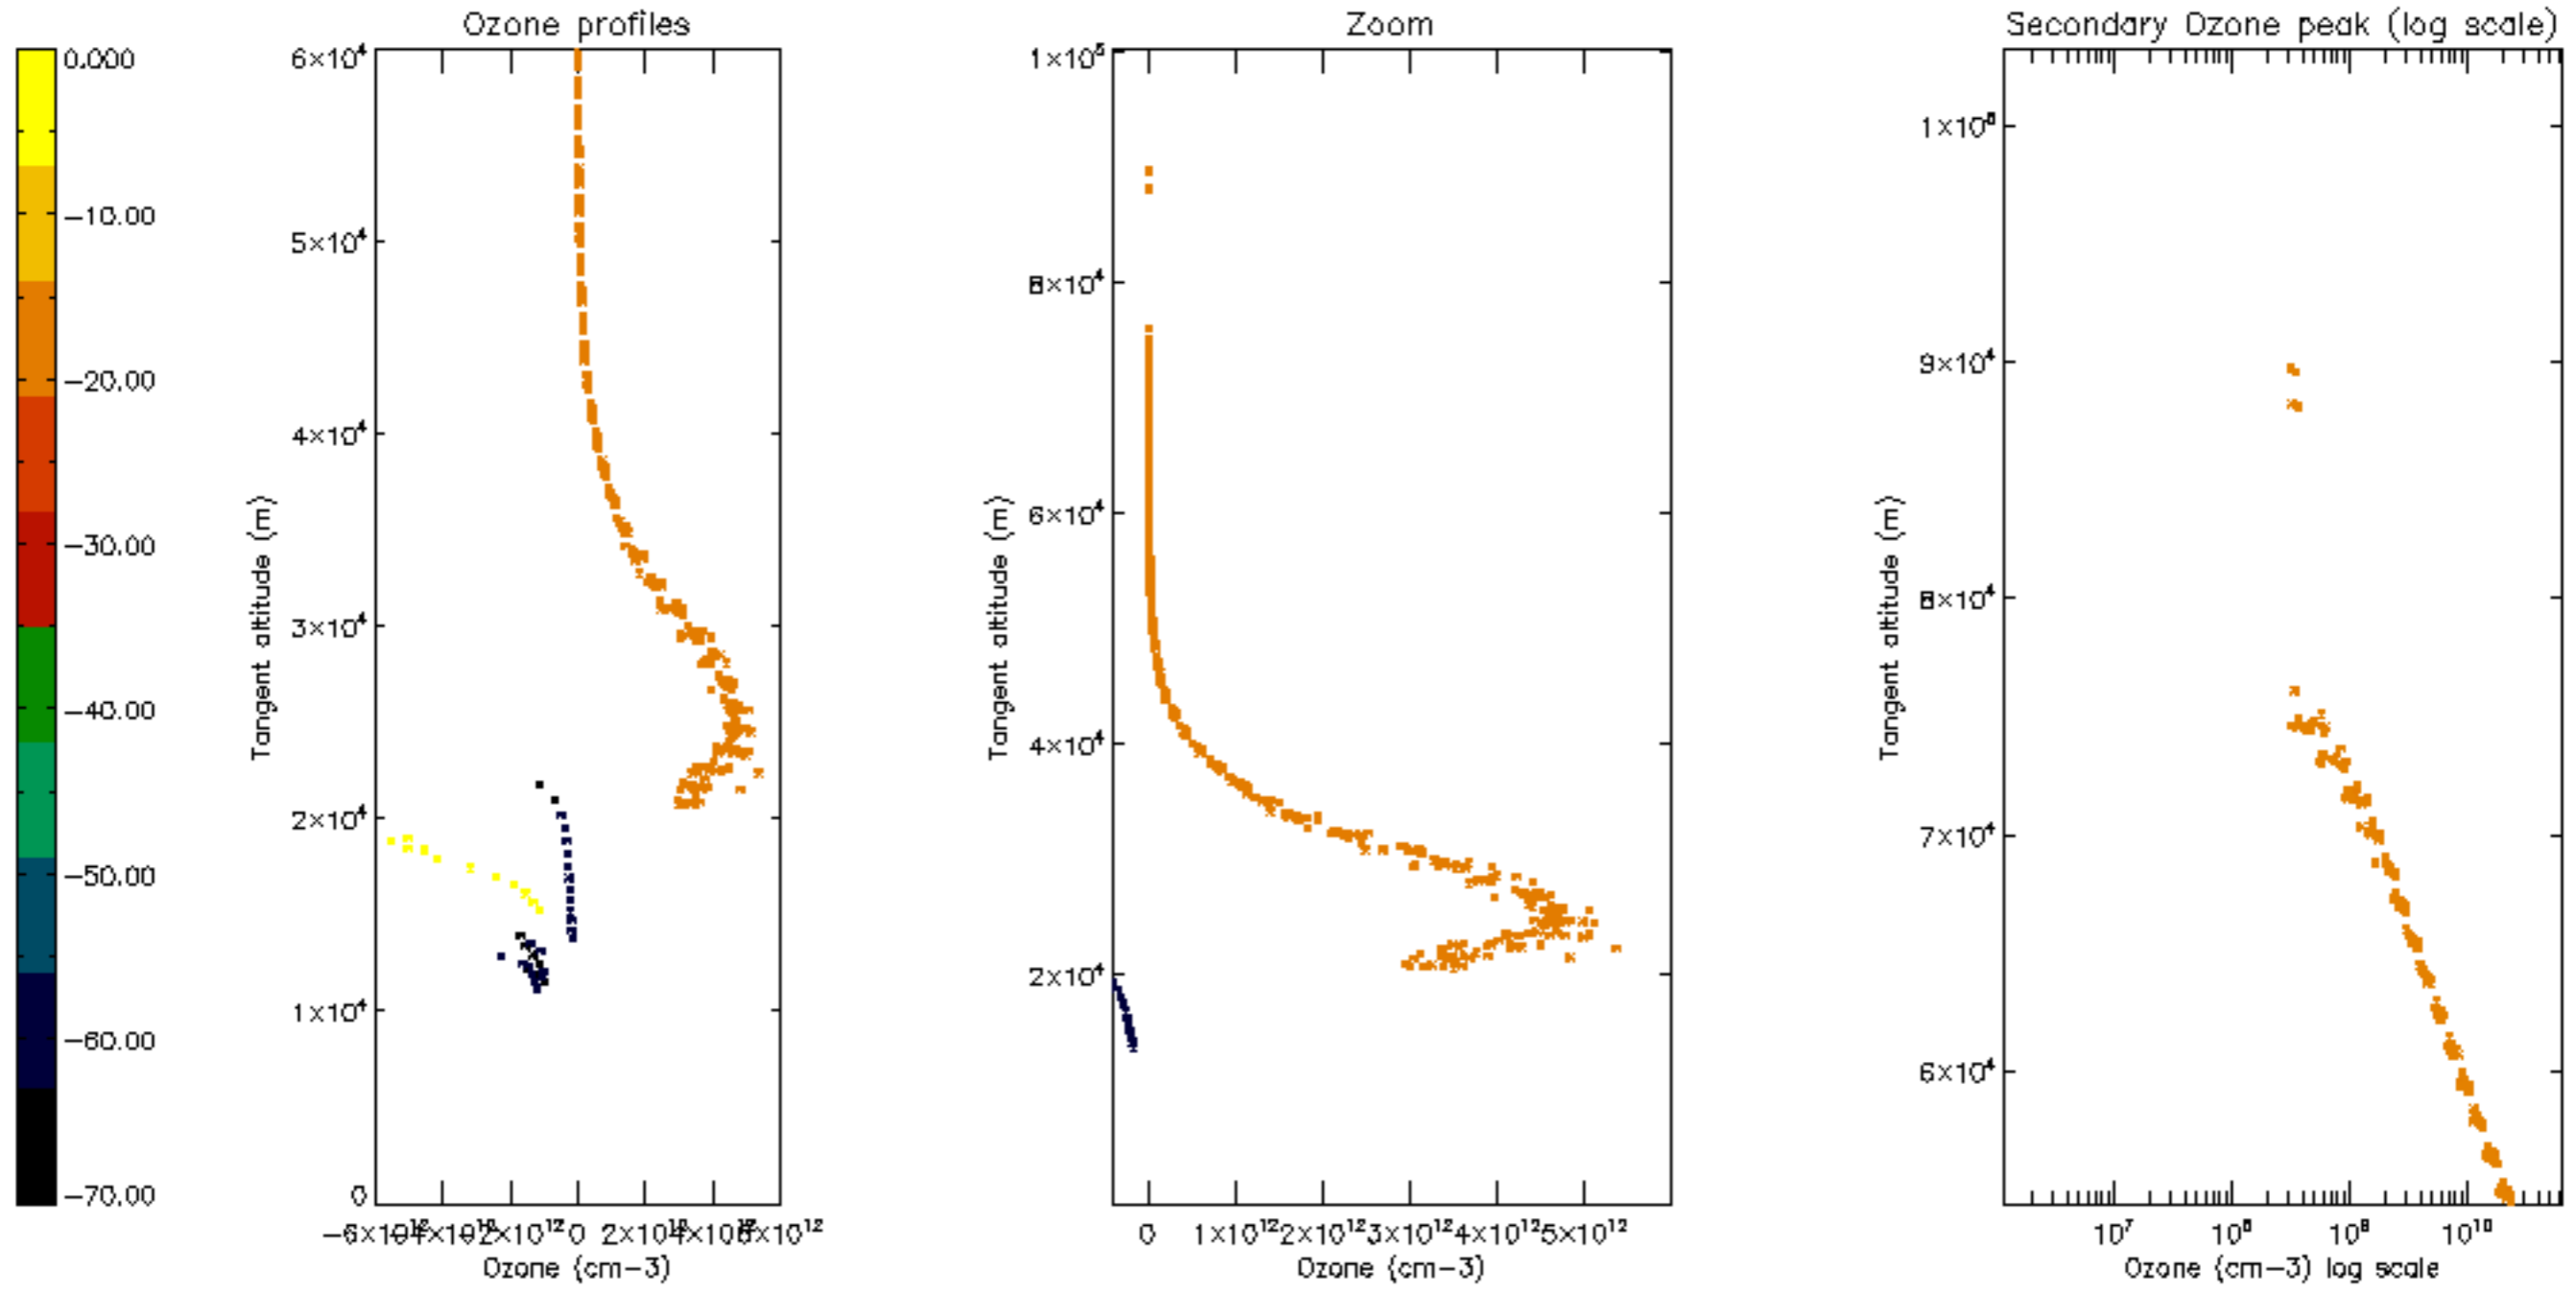 Ozone profiles
Zoom
Secondary Ozone peak (log scale)
0.000
-10.00
-20.00
-30.00
-40.00
-50.00
-60.00
-70.00
6×10⁴
5×10⁴
4×10⁴
3×10⁴
2×10⁴
1×10⁴
0
Tangent altitude (m)
0
Ozone (cm-3)
1×10⁵
8×10⁴
6×10⁴
4×10⁴
2×10⁴
Tangent altitude (m)
0 1×10¹² 2×10¹² 3×10¹² 4×10¹² 5×10¹²
Ozone (cm-3)
1×10⁵
9×10⁴
8×10⁴
7×10⁴
6×10⁴
Tangent altitude (m)
10⁷ 10⁸ 10⁹ 10¹⁰
Ozone (cm-3) log scale